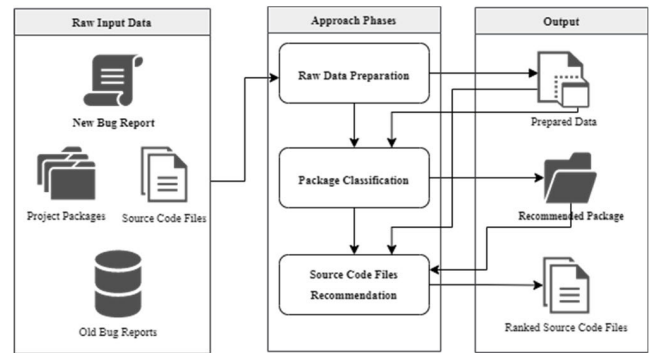 Raw Input Data
New Bug Report
Project Packages
Source Code Files
Old Bug Reports
Approach Phases
Raw Data Preparation
Package Classification
Source Code Files
Recommendation
Output
Prepared Data
Recommended Package
Ranked Source Code Files